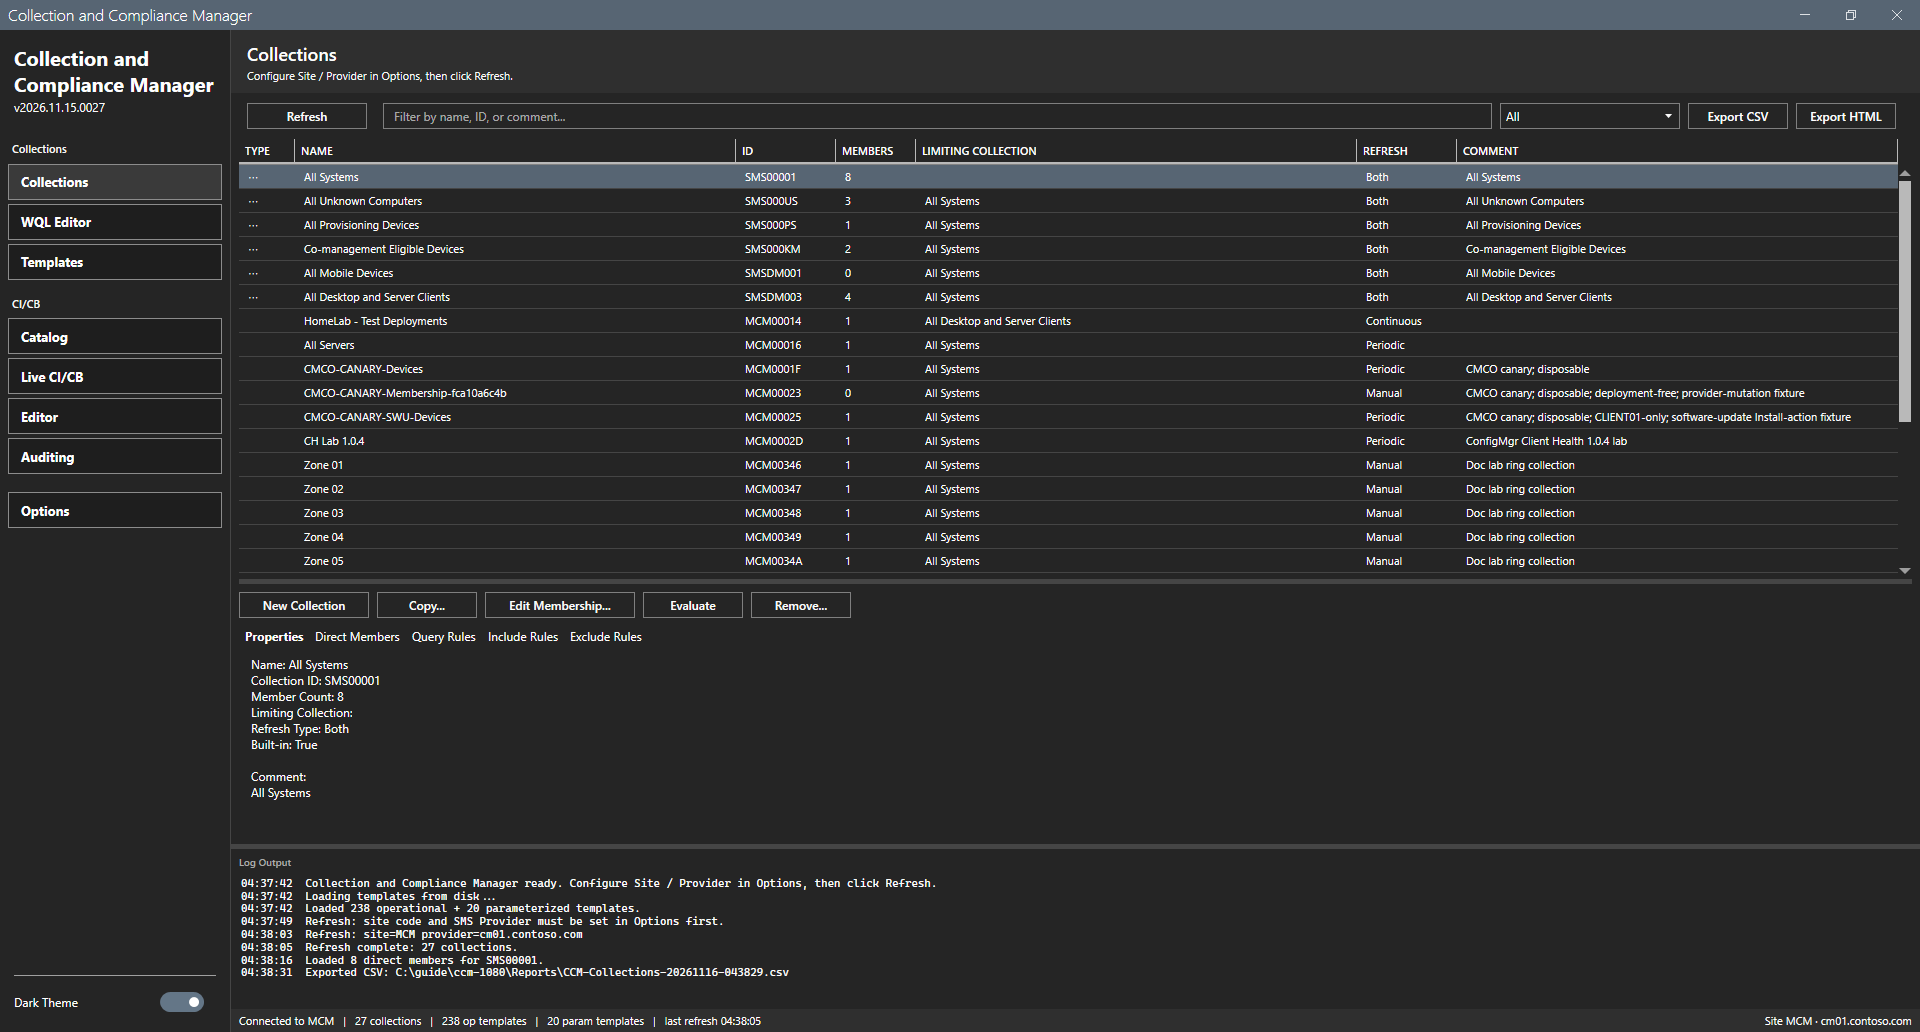 Collection and Compliance Manager
Collection and
Compliance Manager
v2026.11.15.0027
Collections
Collections
WQL Editor
Templates
CI/CB
Catalog
Live CI/CB
Editor
Auditing
Options
Dark Theme
Collections
Configure Site / Provider in Options, then click Refresh.
Refresh Filter by name, ID, or comment... All Export CSV Export HTML
TYPE NAME ID MEMBERS LIMITING COLLECTION REFRESH COMMENT
... All Systems SMS00001 8 Both All Systems
... All Unknown Computers SMS000US 3 All Systems Both All Unknown Computers
... All Provisioning Devices SMS000PS 1 All Systems Both All Provisioning Devices
... Co-management Eligible Devices SMS000KM 2 All Systems Both Co-management Eligible Devices
... All Mobile Devices SMSDM001 0 All Systems Both All Mobile Devices
... All Desktop and Server Clients SMSDM003 4 All Systems Both All Desktop and Server Clients
HomeLab - Test Deployments MCM00014 1 All Desktop and Server Clients Continuous
All Servers MCM00016 1 All Systems Periodic
CMCO-CANARY-Devices MCM0001F 1 All Systems Periodic CMCO canary; disposable
CMCO-CANARY-Membership-fca10a6c4b MCM00023 0 All Systems Manual CMCO canary; disposable; deployment-free; provider-mutation fixture
CMCO-CANARY-SWU-Devices MCM00025 1 All Systems Periodic CMCO canary; disposable; CLIENT01-only; software-update Install-action fixture
CH Lab 1.0.4 MCM0002D 1 All Systems Periodic ConfigMgr Client Health 1.0.4 lab
Zone 01 MCM00346 1 All Systems Manual Doc lab ring collection
Zone 02 MCM00347 1 All Systems Manual Doc lab ring collection
Zone 03 MCM00348 1 All Systems Manual Doc lab ring collection
Zone 04 MCM00349 1 All Systems Manual Doc lab ring collection
Zone 05 MCM0034A 1 All Systems Manual Doc lab ring collection
New Collection Copy... Edit Membership... Evaluate Remove...
Properties Direct Members Query Rules Include Rules Exclude Rules
Name: All Systems
Collection ID: SMS00001
Member Count: 8
Limiting Collection:
Refresh Type: Both
Built-in: True
Comment:
All Systems
Log Output
04:37:42 Collection and Compliance Manager ready. Configure Site / Provider in Options, then click Refresh.
04:37:42 Loading templates from disk...
04:37:42 Loaded 238 operational + 20 parameterized templates.
04:37:49 Refresh: site code and SMS Provider must be set in Options first.
04:38:03 Refresh: site=MCM provider=cm01.contoso.com
04:38:05 Refresh complete: 27 collections.
04:38:16 Loaded 8 direct members for SMS00001.
04:38:31 Exported CSV: C:\guide\ccm-1080\Reports\CCM-Collections-20261116-043829.csv
Connected to MCM | 27 collections | 238 op templates | 20 param templates | last refresh 04:38:05
Site MCM · cm01.contoso.com